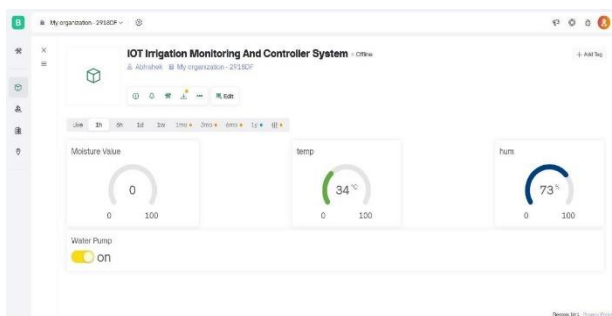 B
My organization - 2918DF
IOT Irrigation Monitoring And Controller System Offline
Abhishek My organization - 2918DF
+ Add Tag
Edit
Live 1h 6h 1d 1w 1mo 3mo 6mo 1y
Moisture Value
0
0 100
temp
34 °C
0 100
hum
73 %
0 100
Water Pump
on
Privacy Policy